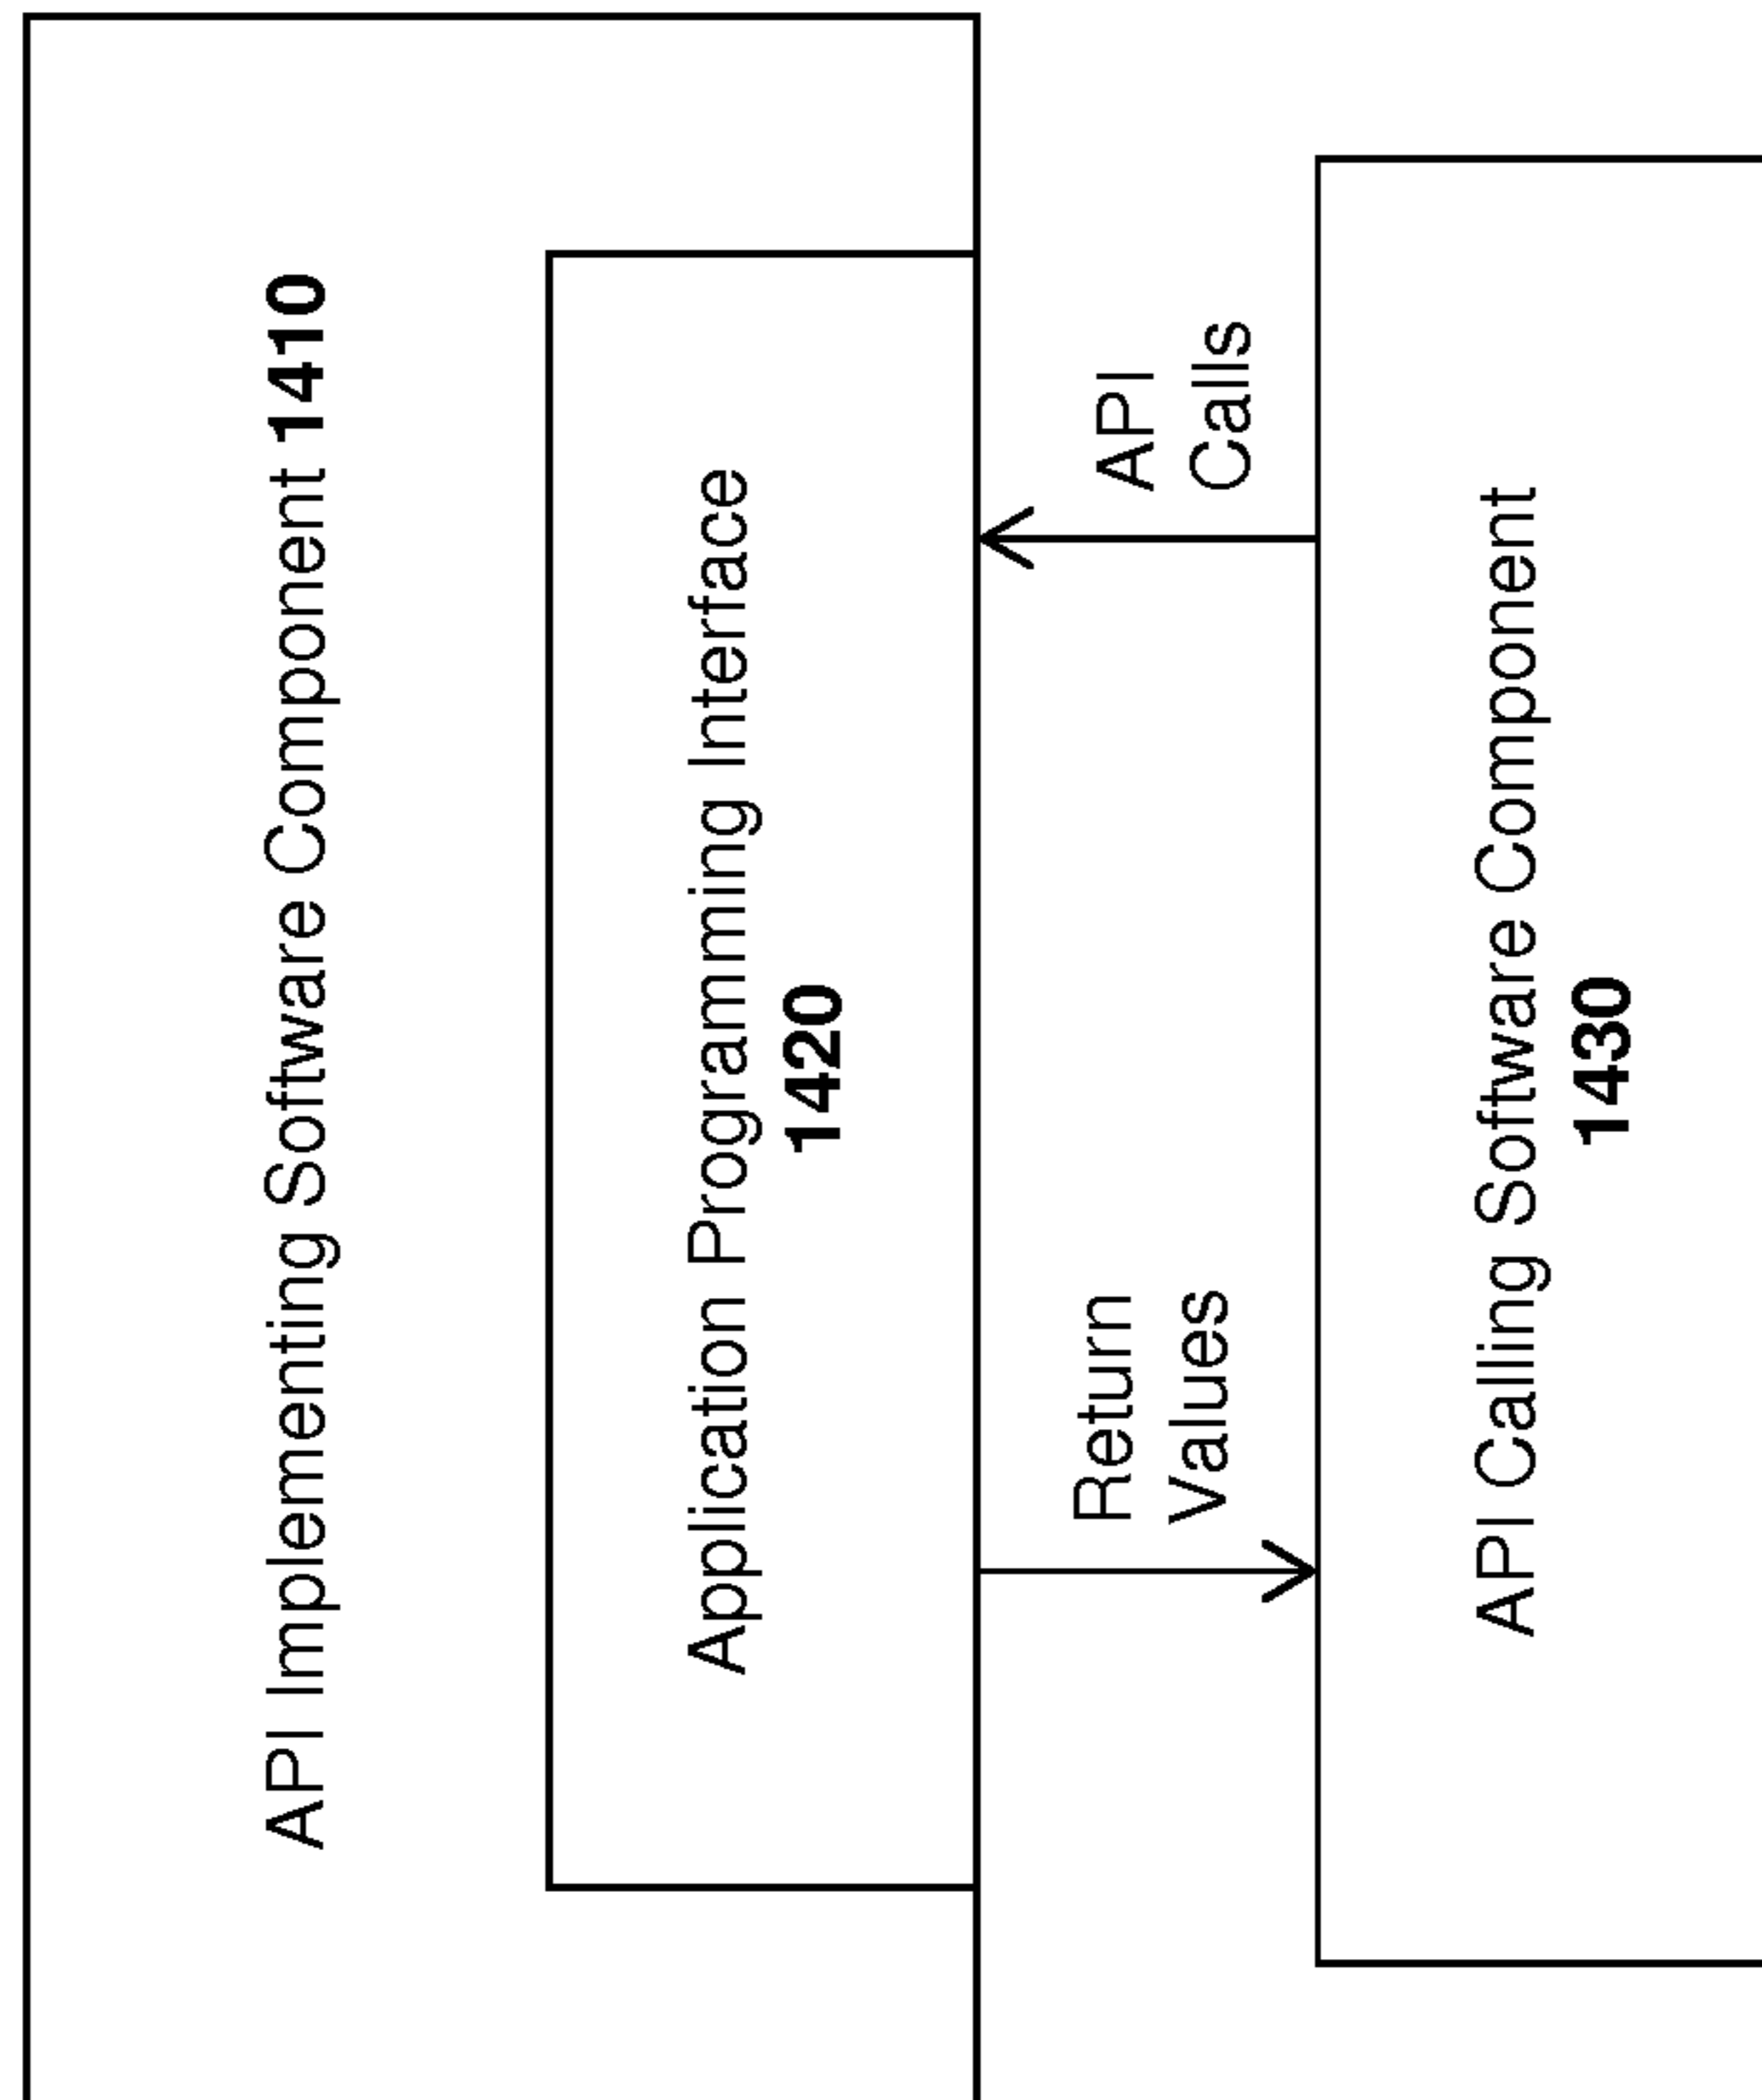 API Implementing Software Component 1410
Application Programming Interface
1420
Return
Values
API
Calls
API Calling Software Component
1430